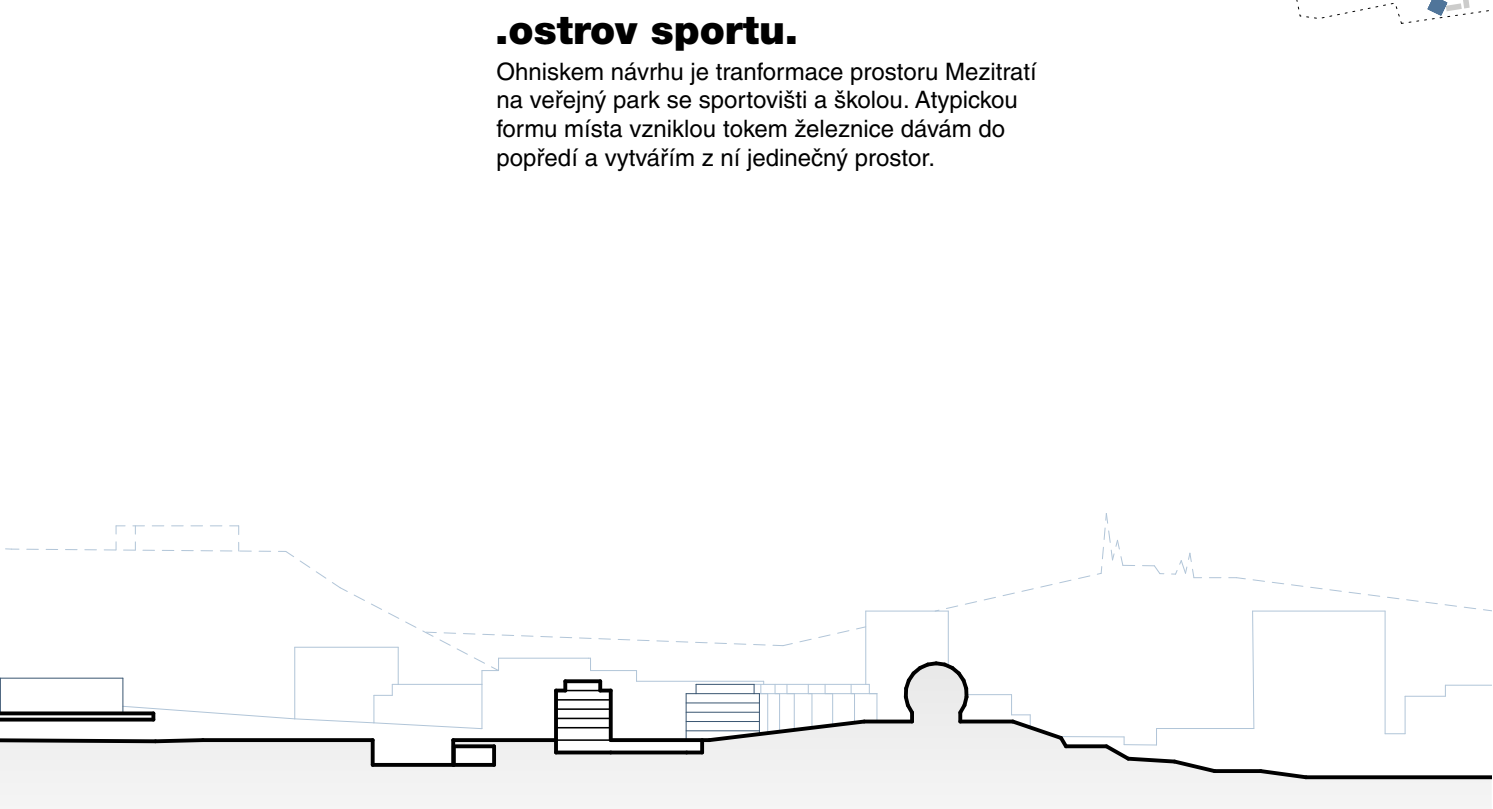 .ostrov sportu.
Ohniskem návrhu je tranformace prostoru Mezitratí
na veřejný park se sportovišti a školou. Atypickou
formu místa vzniklou tokem železnice dávám do
popředí a vytvářím z ní jedinečný prostor.